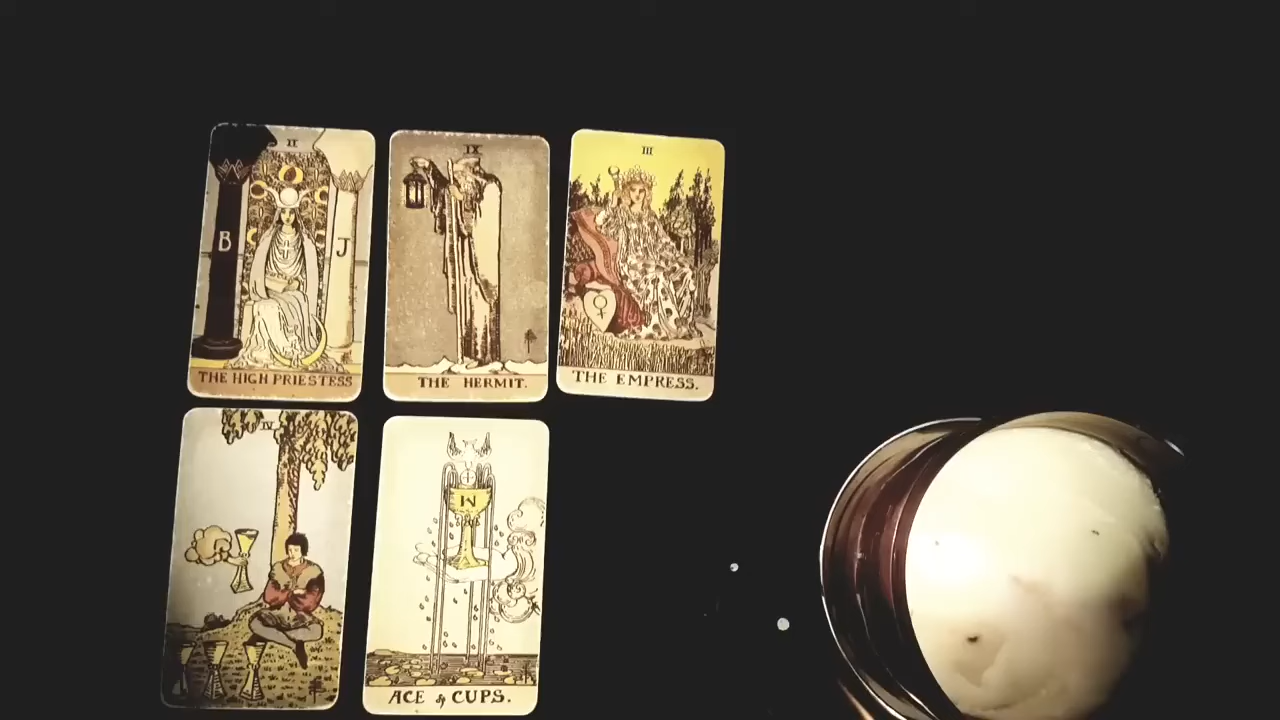 II
B
J
THE HIGH PRIESTESS
IX
THE HERMIT.
III
THE EMPRESS.
IV
M
ACE of CUPS.